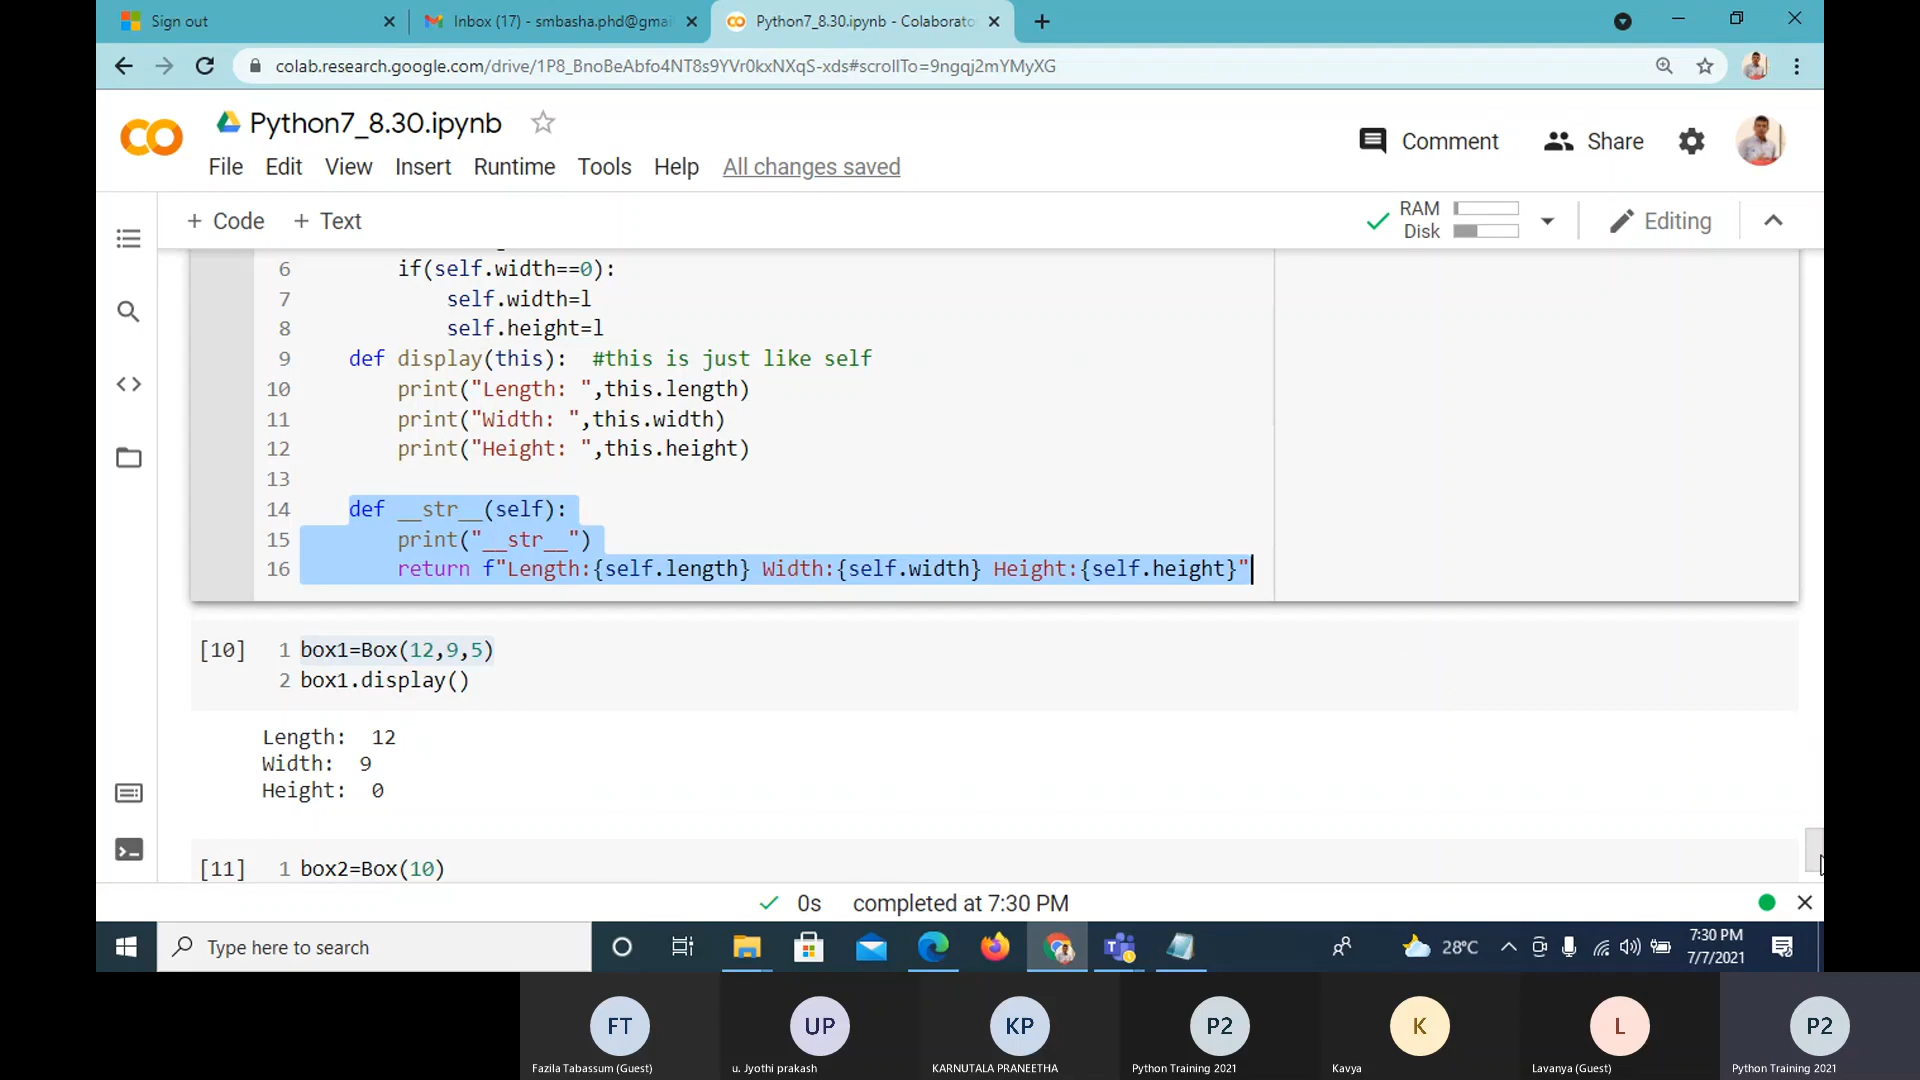 Sign out
Inbox (17) - smbasha.phd@gmai
Python7_8.30.ipynb - Colaborato
colab.research.google.com/drive/1P8_BnoBeAbfo4NT8s9YVr0kxNXqS-xds#scrollTo=9ngqj2mYMyXG
Python7_8.30.ipynb
Comment
Share
File Edit View Insert Runtime Tools Help All changes saved
+ Code + Text
RAM
Disk
Editing
6 if(self.width==0):
7 self.width=l
8 self.height=l
9 def display(this): #this is just like self
10 print("Length: ",this.length)
11 print("Width: ",this.width)
12 print("Height: ",this.height)
13
14 def __str__(self):
15 print("__str__")
16 return f"Length:{self.length} Width:{self.width} Height:{self.height}"
[10] 1 box1=Box(12,9,5)
2 box1.display()
Length: 12
Width: 9
Height: 0
[11] 1 box2=Box(10)
0s completed at 7:30 PM
Type here to search
28°C
7:30 PM
7/7/2021
FT
UP
KP
P2
K
L
P2
Fazila Tabassum (Guest)
u. Jyothi prakash
KARNUTALA PRANEETHA
Python Training 2021
Kavya
Lavanya (Guest)
Python Training 2021